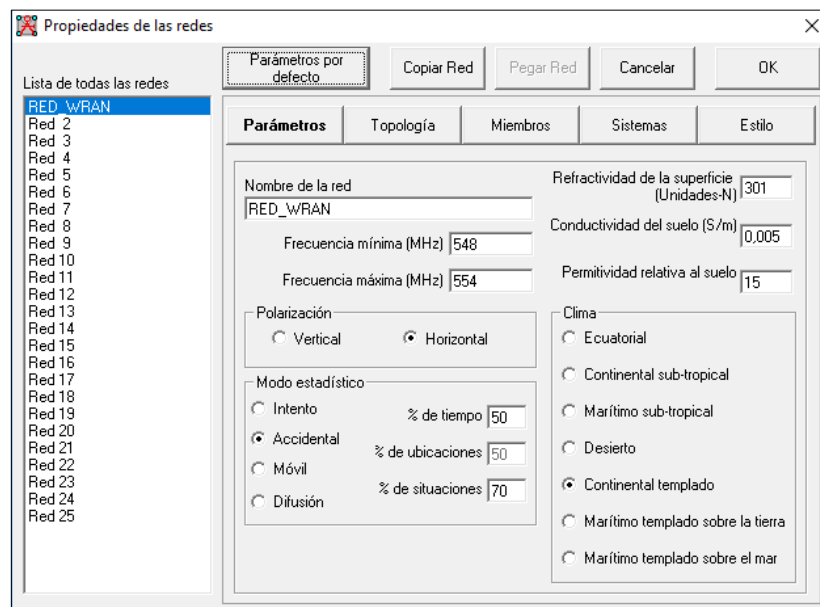 Propiedades de las redes
Lista de todas las redes
RED_WRAN
Red 2
Red 3
Red 4
Red 5
Red 6
Red 7
Red 8
Red 9
Red 10
Red 11
Red 12
Red 13
Red 14
Red 15
Red 16
Red 17
Red 18
Red 19
Red 20
Red 21
Red 22
Red 23
Red 24
Red 25
Parámetros por
defecto
Copiar Red
Pegar Red
Cancelar
OK
Parámetros
Topología
Miembros
Sistemas
Estilo
Nombre de la red
RED_WRAN
Frecuencia mínima (MHz) 548
Frecuencia máxima (MHz) 554
Polarización
Vertical
Horizontal
Modo estadístico
Intento
Accidental
Móvil
Difusión
% de tiempo 50
% de ubicaciones 50
% de situaciones 70
Refractividad de la superficie
(Unidades-N) 301
Conductividad del suelo (S/m)
0,005
Permitividad relativa al suelo
15
Clima
Ecuatorial
Continental sub-tropical
Marítimo sub-tropical
Desierto
Continental templado
Marítimo templado sobre la tierra
Marítimo templado sobre el mar